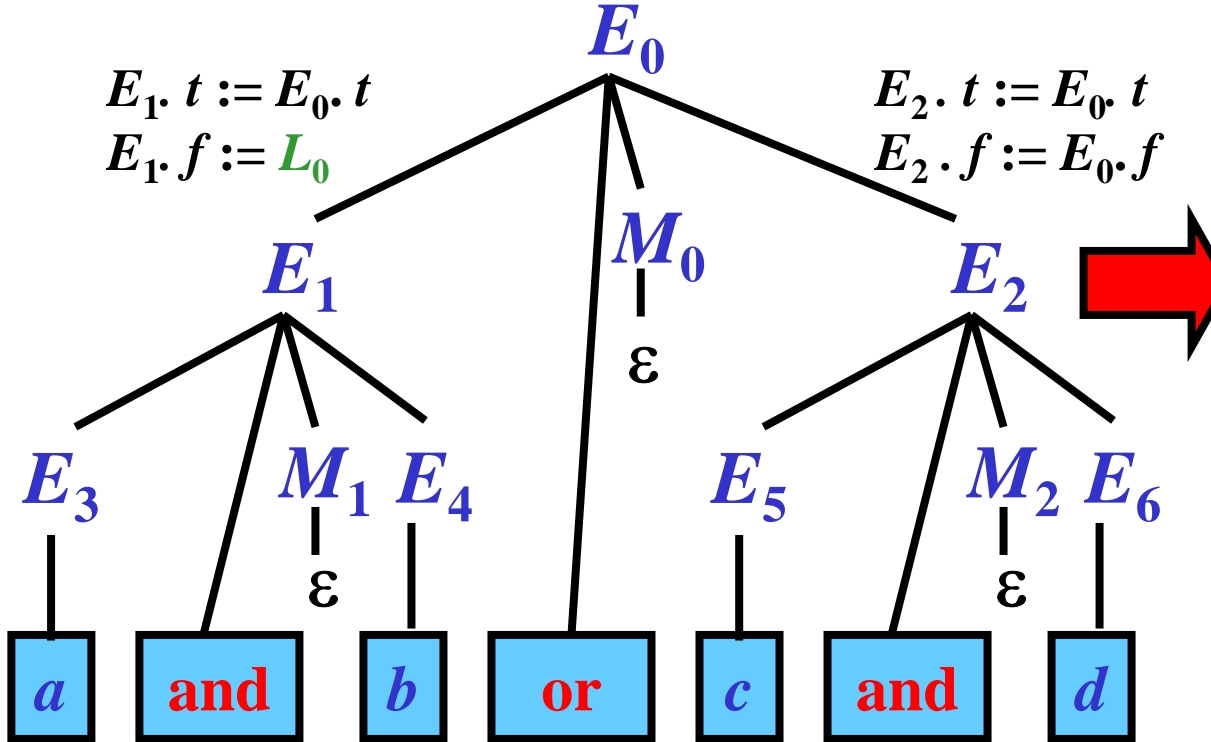 E₀
E₁. t := E₀. t
E₁. f := L₀
E₂. t := E₀. t
E₂. f := E₀. f
E₁
M₀
E₂
ε
E₃
M₁
E₄
E₅
M₂
E₆
ε
ε
a
and
b
or
c
and
d